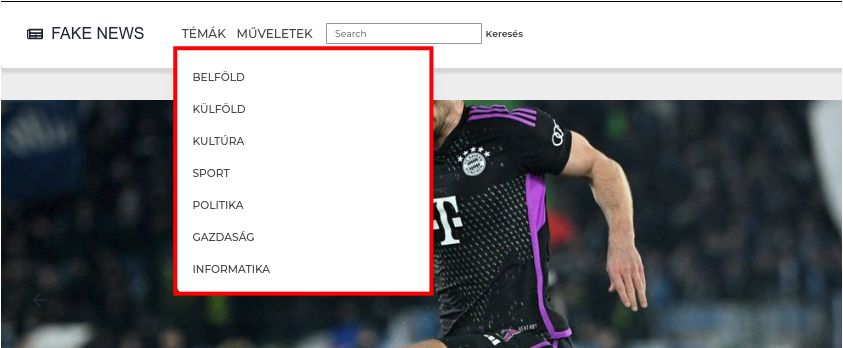 FAKE NEWS
TÉMÁK MŰVELETEK
Search
Keresés
BELFÖLD
KÜLFÖLD
KULTÚRA
SPORT
POLITIKA
GAZDASÁG
INFORMATIKA
T